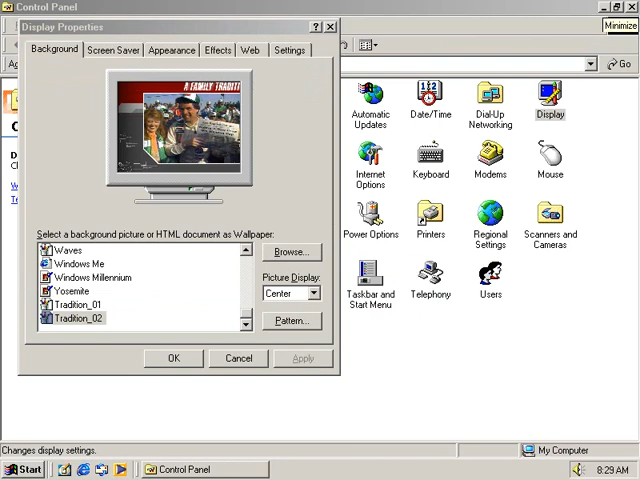 Control Panel
Display Properties
Minimize
Background
Screen Saver
Appearance
Effects
Web
Settings
Go
A FAMILY TRADITI
Automatic Updates
Date/Time
Dial-Up Networking
Display
Internet Options
Keyboard
Modems
Mouse
Power Options
Printers
Regional Settings
Scanners and Cameras
Taskbar and Start Menu
Telephony
Users
Select a background picture or HTML document as Wallpaper:
Waves
Windows Me
Windows Millennium
Yosemite
Tradition_01
Tradition_02
Browse...
Picture Display:
Center
Pattern...
OK
Cancel
Apply
Changes display settings.
My Computer
Start
Control Panel
8:29 AM